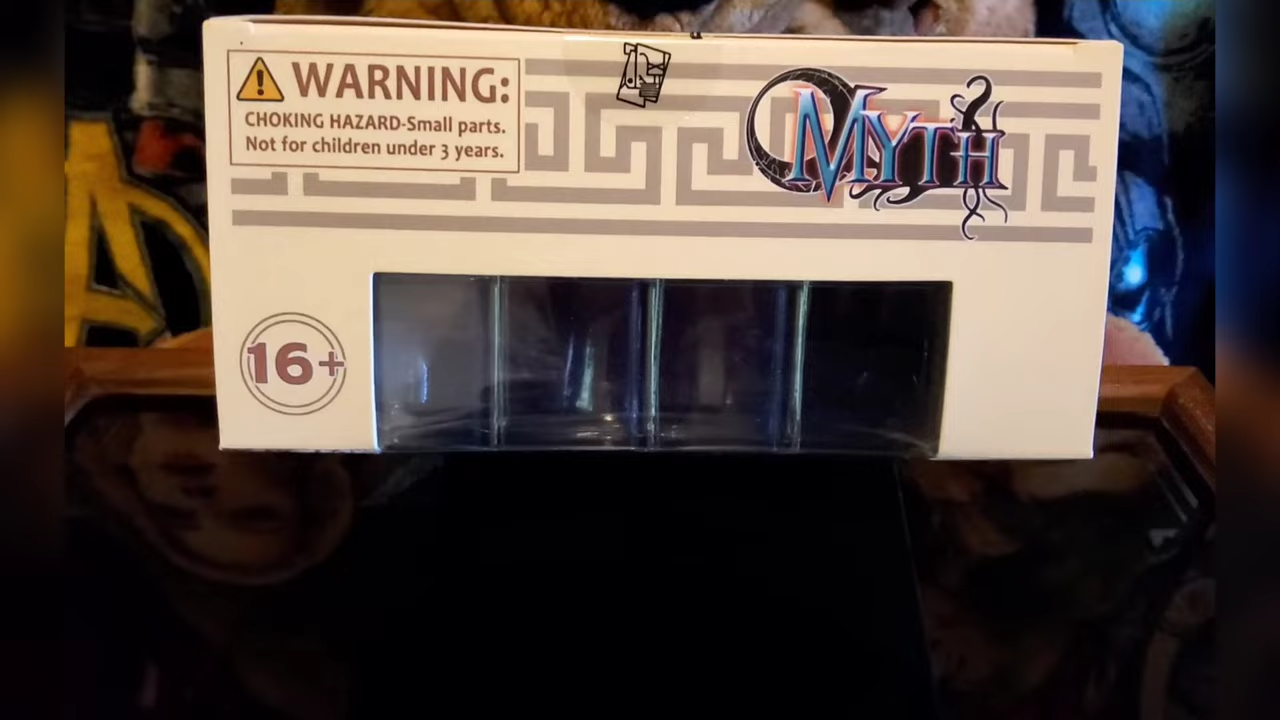 WARNING:
CHOKING HAZARD-Small parts.
Not for children under 3 years.
MYTH
16+